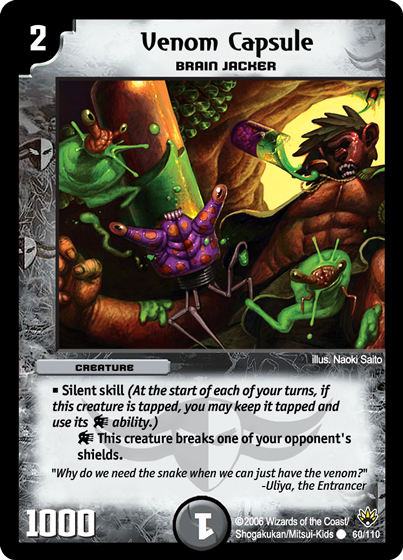 2
Venom Capsule
BRAIN JACKER
illus. Naoki Saito
CREATURE
▪ Silent skill (At the start of each of your turns, if
this creature is tapped, you may keep it tapped and
use its ability.)
This creature breaks one of your opponent's
shields.
"Why do we need the snake when we can just have the venom?"
-Uliya, the Entrancer
1000
1
©2006 Wizards of the Coast/
Shogakukan/Mitsui-Kids ● 60/110